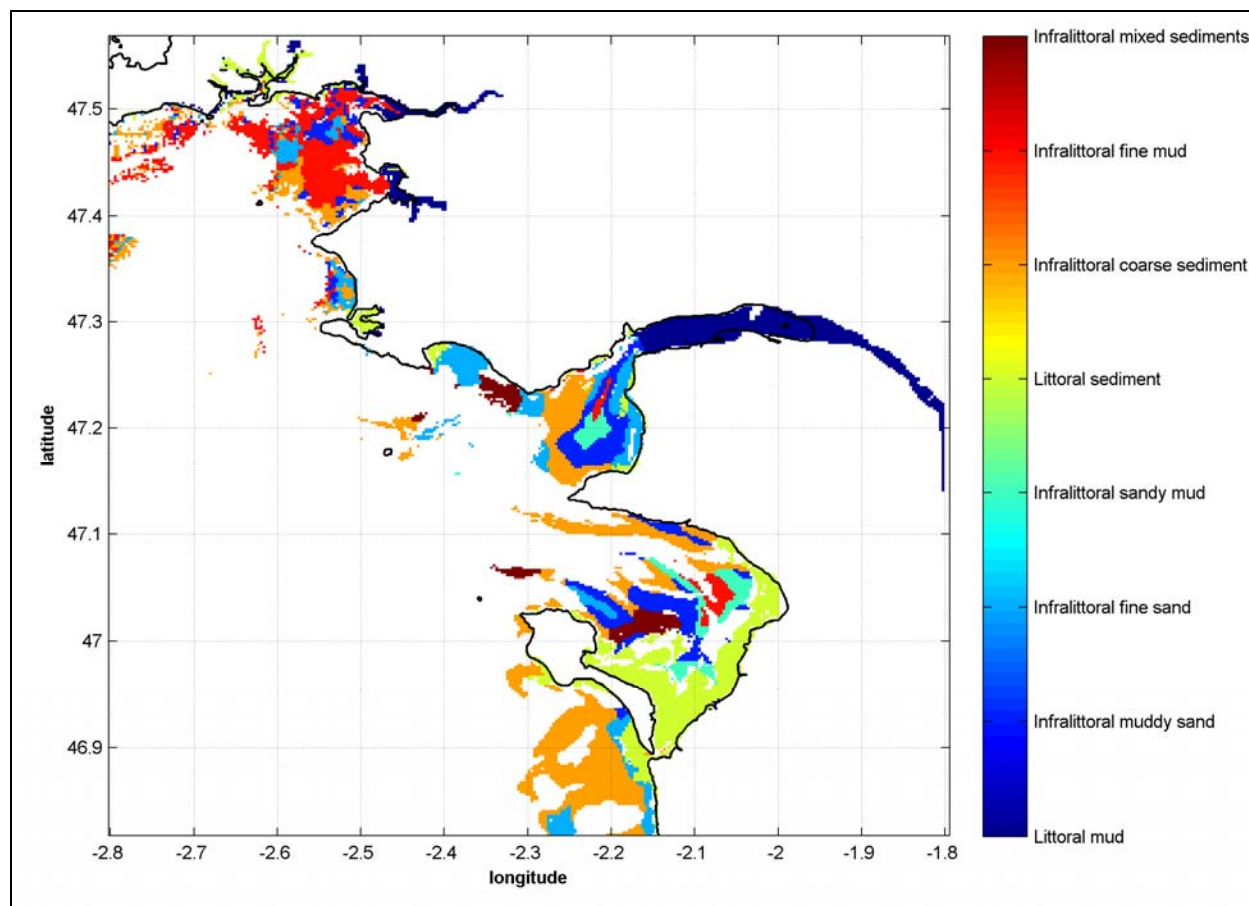 47.5
47.4
47.3
47.2
47.1
47
46.9
latitude
-2.8 -2.7 -2.6 -2.5 -2.4 -2.3 -2.2 -2.1 -2 -1.9 -1.8
longitude
Infralittoral mixed sediments
Infralittoral fine mud
Infralittoral coarse sediment
Littoral sediment
Infralittoral sandy mud
Infralittoral fine sand
Infralittoral muddy sand
Littoral mud